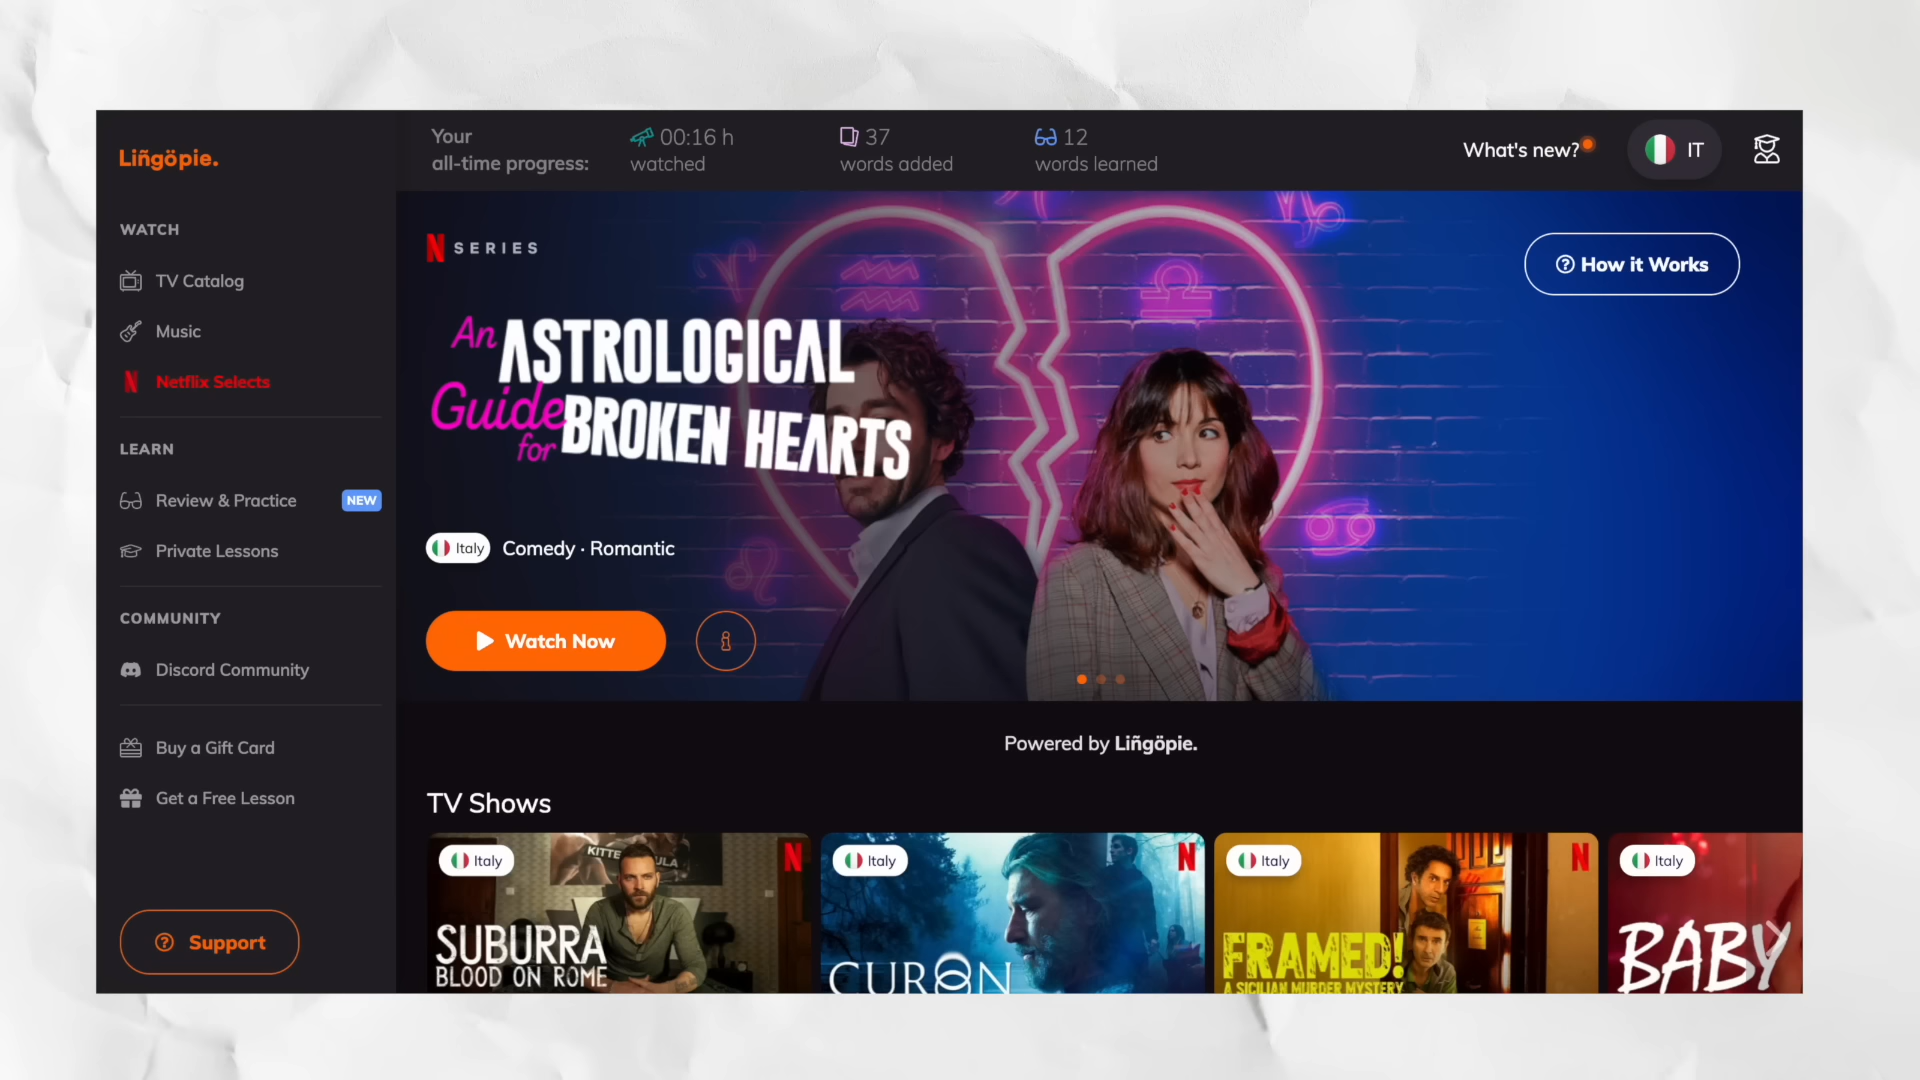 Liñgöpie.
Your
all-time progress:
00:16 h
watched
37
words added
12
words learned
What's new?
IT
WATCH
TV Catalog
Music
Netflix Selects
LEARN
Review & Practice
NEW
Private Lessons
COMMUNITY
Discord Community
Buy a Gift Card
Get a Free Lesson
Support
N SERIES
How it Works
An ASTROLOGICAL
Guide for BROKEN HEARTS
Italy
Comedy · Romantic
Watch Now
Powered by Liñgöpie.
TV Shows
Italy
N
SUBURRA
BLOOD ON ROME
Italy
N
CURON
Italy
N
FRAMED!
A SICILIAN MURDER MYSTERY
Italy
BABY